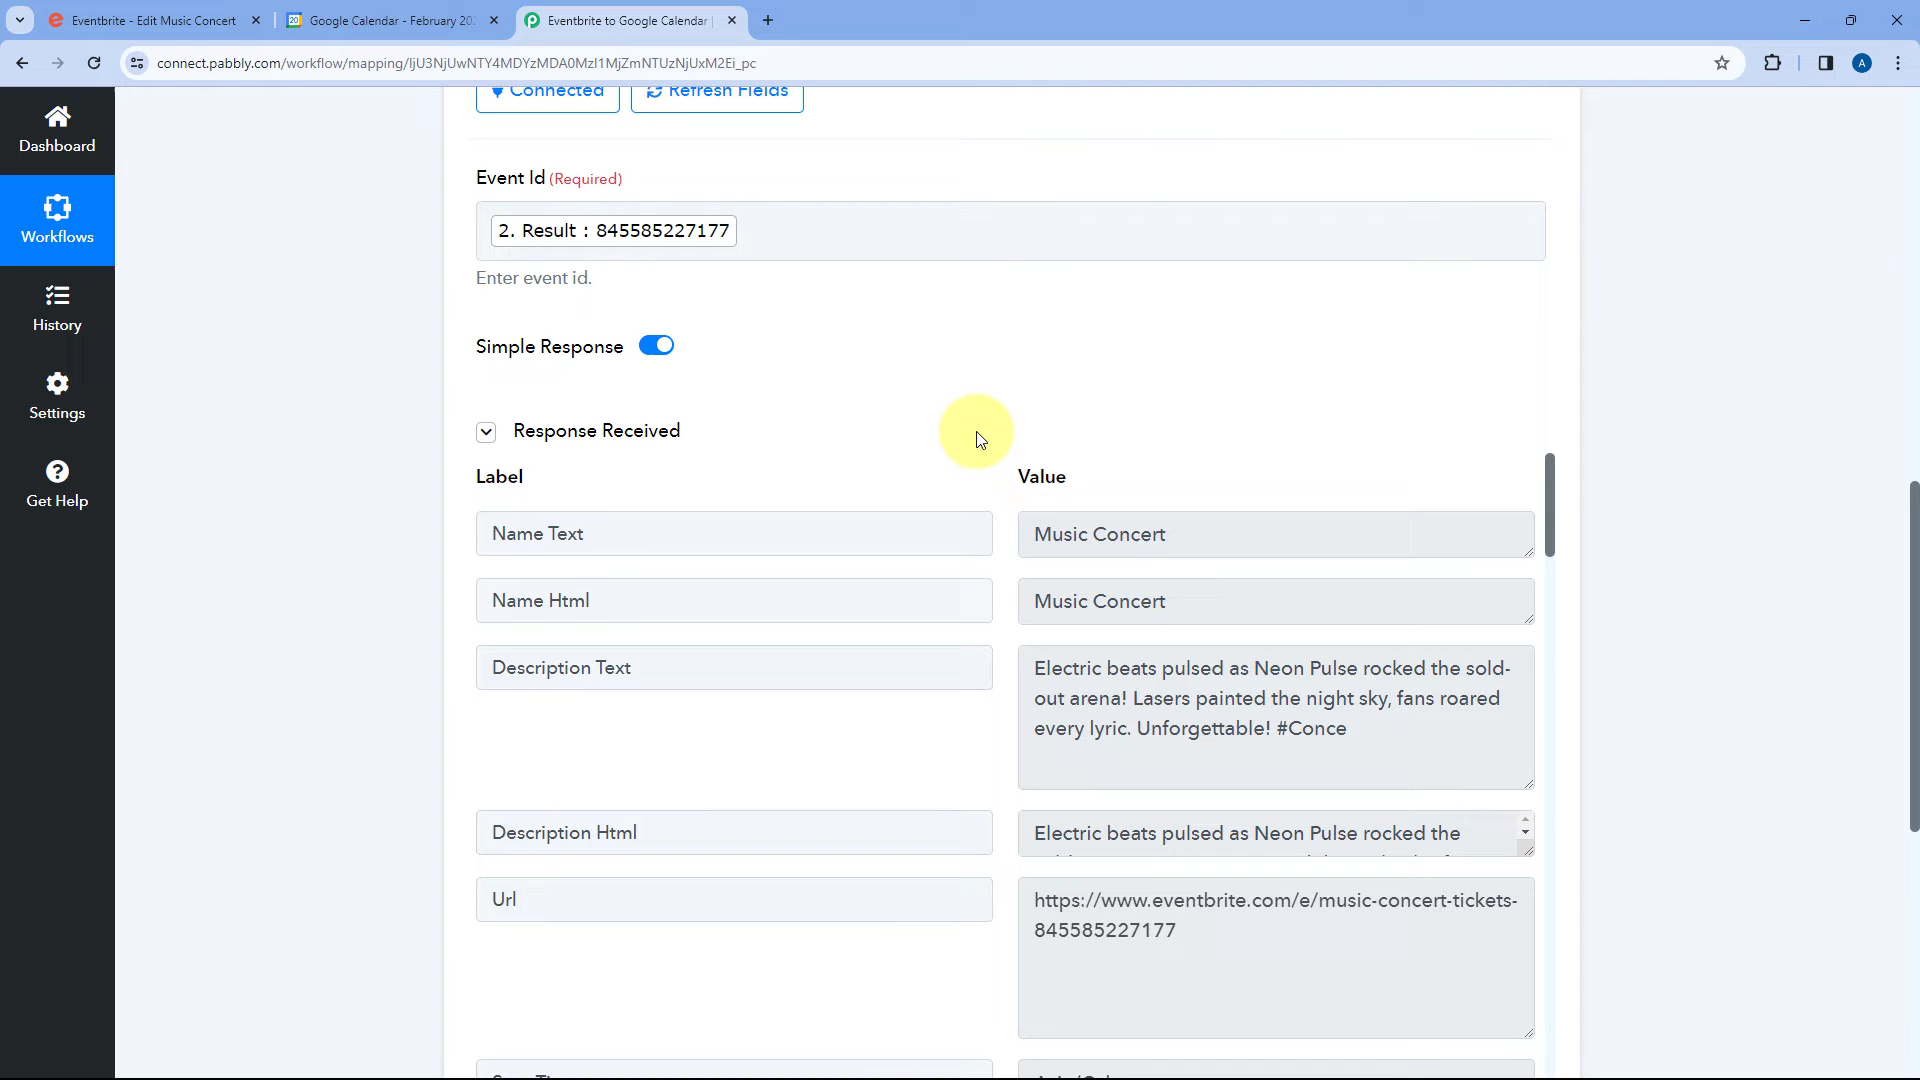 Eventbrite - Edit Music Concert
Google Calendar - February 20
Eventbrite to Google Calendar |
connect.pabbly.com/workflow/mapping/IjU3NjUwNTY4MDYzMDA0MzI1MjZmNTUzNjUxM2Ei_pc
A
Dashboard
Workflows
History
Settings
Get Help
Connected
Refresh Fields
Event Id (Required)
2. Result : 845585227177
Enter event id.
Simple Response
Response Received
Label
Value
Name Text
Music Concert
Name Html
Music Concert
Description Text
Electric beats pulsed as Neon Pulse rocked the sold-
out arena! Lasers painted the night sky, fans roared
every lyric. Unforgettable! #Conce
Description Html
Electric beats pulsed as Neon Pulse rocked the
Url
https://www.eventbrite.com/e/music-concert-tickets-
845585227177